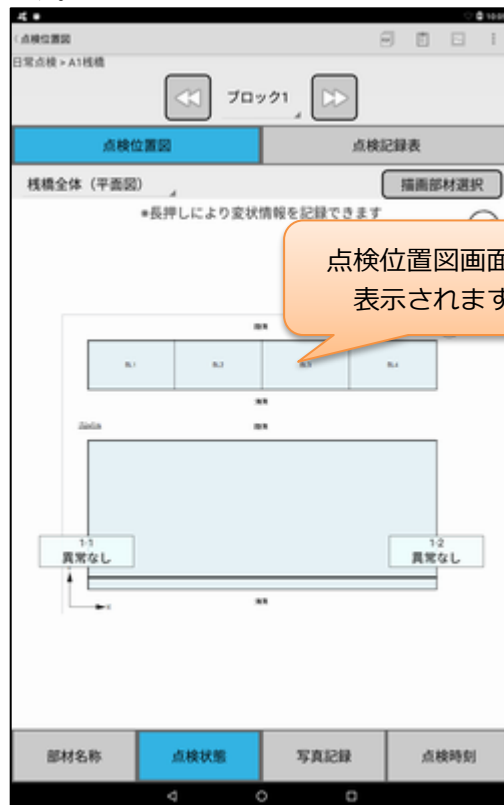 点検位置図
日常点検 > A1桟橋
ブロック1
点検位置図
点検記録表
桟橋全体（平面図）
描画部材選択
*長押しにより変状情報を記録できます
点検位置図画面
表示されます
BL1
BL2
BL4
1-1
異常なし
1-2
異常なし
部材名称
点検状態
写真記録
点検時刻